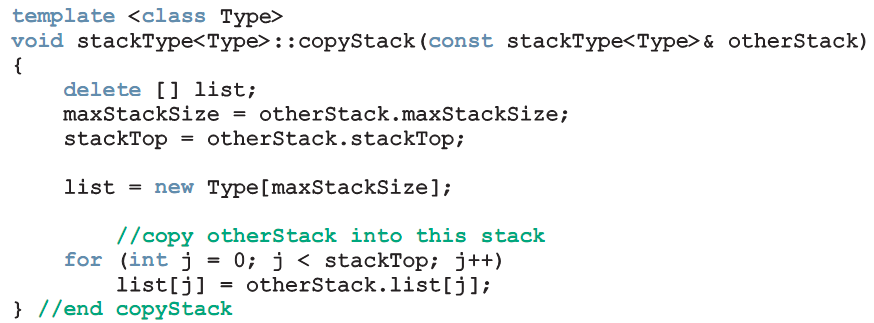 template <class Type>
void stackType<Type>::copyStack(const stackType<Type>& otherStack)
{
    delete [] list;
    maxStackSize = otherStack.maxStackSize;
    stackTop = otherStack.stackTop;

    list = new Type[maxStackSize];

        //copy otherStack into this stack
    for (int j = 0; j < stackTop; j++)
        list[j] = otherStack.list[j];
} //end copyStack